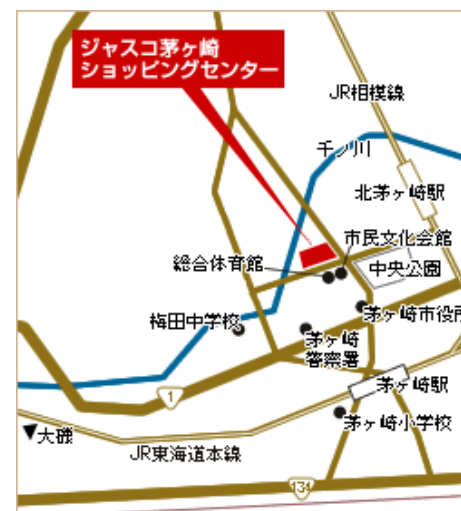 ジャスコ茅ヶ崎
ショッピングセンター
JR相模線
千ノ川
北茅ヶ崎駅
市民文化会館
総合体育館
中央公園
梅田中学校
茅ヶ崎市役所
茅ヶ崎
警察署
1
茅ヶ崎駅
茅ヶ崎小学校
大磯
JR東海道本線
134